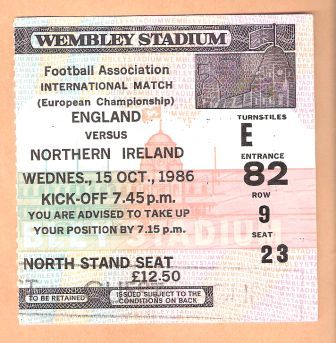 WEMBLEY STADIUM
Football Association
INTERNATIONAL MATCH
(European Championship)
ENGLAND
VERSUS
NORTHERN IRELAND
WEDNES., 15 OCT., 1986
KICK-OFF 7.45 p.m.
YOU ARE ADVISED TO TAKE UP
YOUR POSITION BY 7.15 p.m.
NORTH STAND SEAT
£12.50
TURNSTILES
E
ENTRANCE
82
ROW
9
SEAT
23
TO BE RETAINED
ISSUED SUBJECT TO THE
CONDITIONS ON BACK